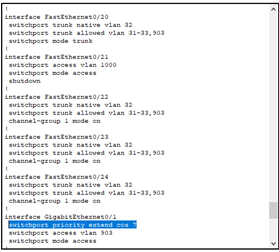 !
interface FastEthernet0/20
switchport trunk native vlan 32
switchport trunk allowed vlan 31-33,903
switchport mode trunk
!
interface FastEthernet0/21
switchport access vlan 1000
switchport mode access
shutdown
!
interface FastEthernet0/22
switchport trunk native vlan 32
switchport trunk allowed vlan 31-33,903
channel-group 1 mode on
!
interface FastEthernet0/23
switchport trunk native vlan 32
switchport trunk allowed vlan 31-33,903
channel-group 1 mode on
!
interface FastEthernet0/24
switchport trunk native vlan 32
switchport trunk allowed vlan 31-33,903
channel-group 1 mode on
!
interface GigabitEthernet0/1
switchport priority extend cos 7
switchport access vlan 903
switchport mode access